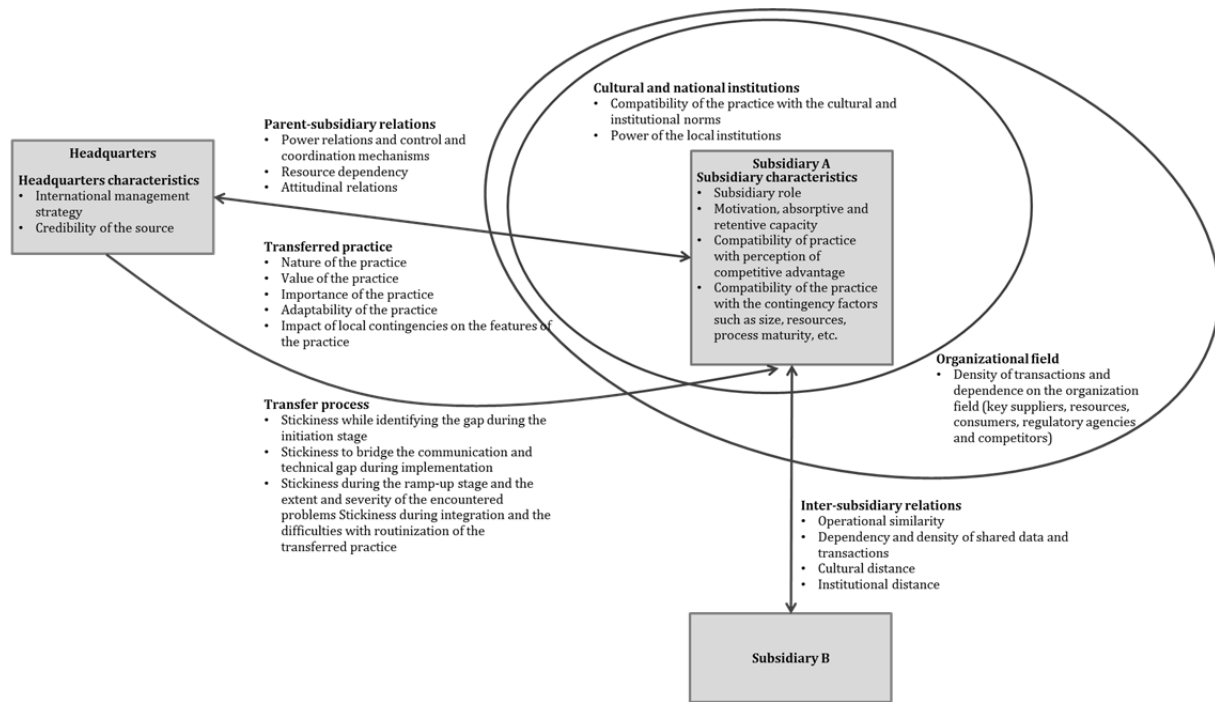 Cultural and national institutions
• Compatibility of the practice with the cultural and
institutional norms
• Power of the local institutions
Parent-subsidiary relations
• Power relations and control and
coordination mechanisms
• Resource dependency
• Attitudinal relations
Headquarters
Headquarters characteristics
• International management
strategy
• Credibility of the source
Subsidiary A
Subsidiary characteristics
• Subsidiary role
• Motivation, absorptive and
retentive capacity
• Compatibility of practice
with perception of
competitive advantage
• Compatibility of the practice
with the contingency factors
such as size, resources,
process maturity, etc.
Transferred practice
• Nature of the practice
• Value of the practice
• Importance of the practice
• Adaptability of the practice
• Impact of local contingencies on the features of
the practice
Organizational field
• Density of transactions and
dependence on the organization
field (key suppliers, resources,
consumers, regulatory agencies
and competitors)
Transfer process
• Stickiness while identifying the gap during the
initiation stage
• Stickiness to bridge the communication and
technical gap during implementation
• Stickiness during the ramp-up stage and the
extent and severity of the encountered
problems Stickiness during integration and the
difficulties with routinization of the
transferred practice
Inter-subsidiary relations
• Operational similarity
• Dependency and density of shared data and
transactions
• Cultural distance
• Institutional distance
Subsidiary B